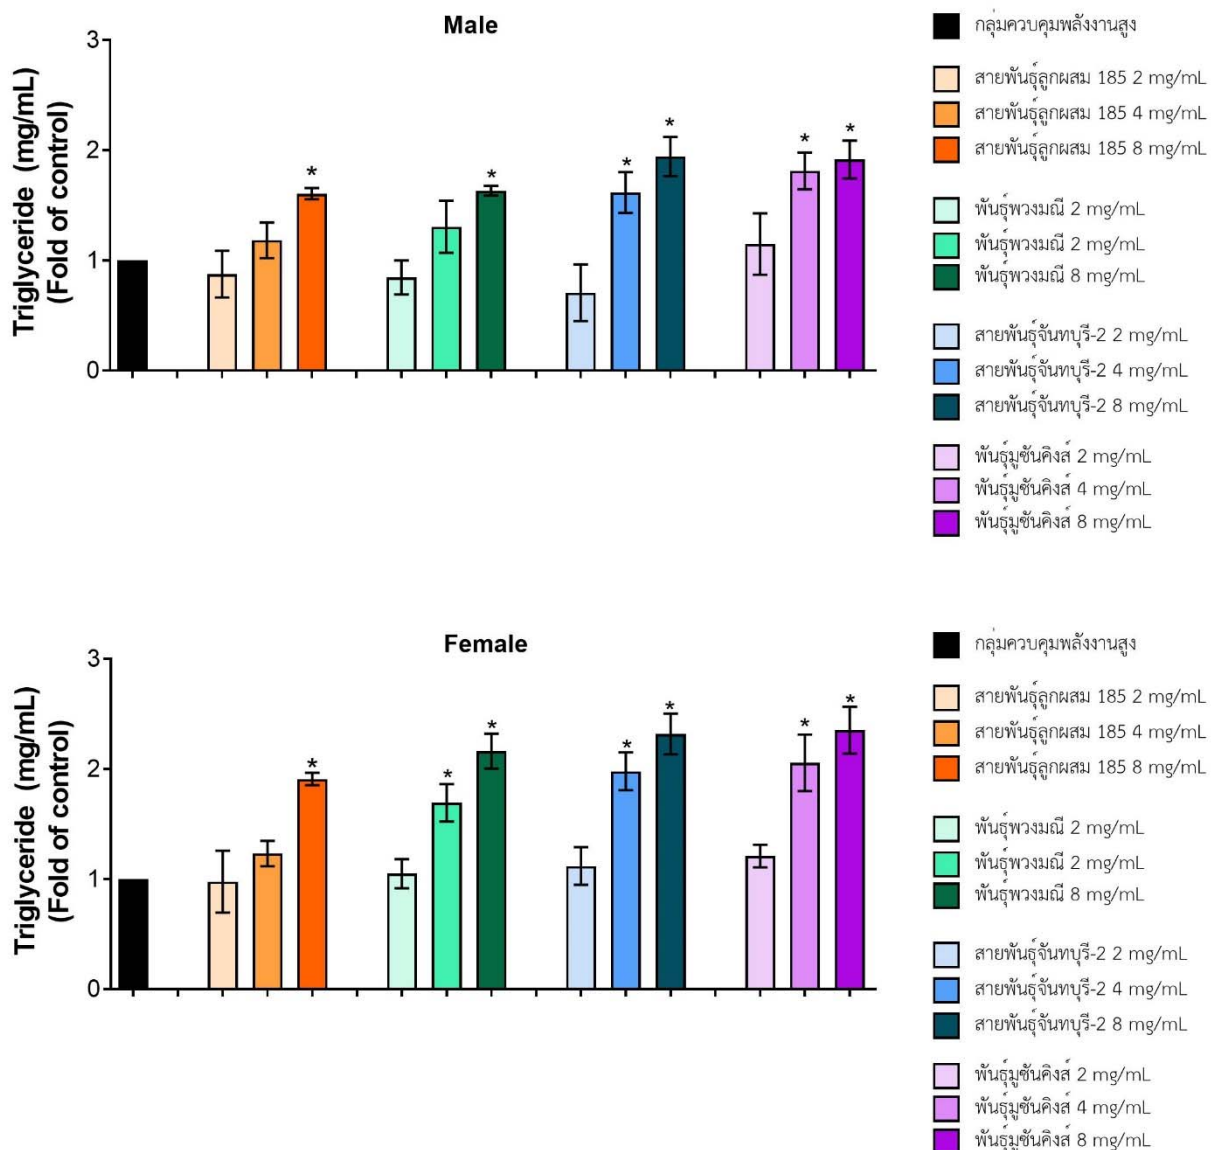 Male
Triglyceride (mg/mL)
(Fold of control)
3
2
1
0
*
*
*
*
*
*
กลุ่มควบคุมพลังงานสูง
สายพันธุ์ลูกผสม 185 2 mg/mL
สายพันธุ์ลูกผสม 185 4 mg/mL
สายพันธุ์ลูกผสม 185 8 mg/mL
พันธุ์พวงมณี 2 mg/mL
พันธุ์พวงมณี 2 mg/mL
พันธุ์พวงมณี 8 mg/mL
สายพันธุ์จันทบุรี-2 2 mg/mL
สายพันธุ์จันทบุรี-2 4 mg/mL
สายพันธุ์จันทบุรี-2 8 mg/mL
พันธุ์มูซันคิงส์ 2 mg/mL
พันธุ์มูซันคิงส์ 4 mg/mL
พันธุ์มูซันคิงส์ 8 mg/mL
Female
Triglyceride (mg/mL)
(Fold of control)
3
2
1
0
*
*
*
*
*
*
*
กลุ่มควบคุมพลังงานสูง
สายพันธุ์ลูกผสม 185 2 mg/mL
สายพันธุ์ลูกผสม 185 4 mg/mL
สายพันธุ์ลูกผสม 185 8 mg/mL
พันธุ์พวงมณี 2 mg/mL
พันธุ์พวงมณี 2 mg/mL
พันธุ์พวงมณี 8 mg/mL
สายพันธุ์จันทบุรี-2 2 mg/mL
สายพันธุ์จันทบุรี-2 4 mg/mL
สายพันธุ์จันทบุรี-2 8 mg/mL
พันธุ์มูซันคิงส์ 2 mg/mL
พันธุ์มูซันคิงส์ 4 mg/mL
พันธุ์มูซันคิงส์ 8 mg/mL